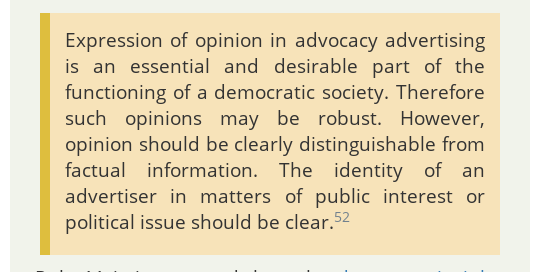 Expression of opinion in advocacy advertising
is an essential and desirable part of the
functioning of a democratic society. Therefore
such opinions may be robust. However,
opinion should be clearly distinguishable from
factual information. The identity of an
advertiser in matters of public interest or
political issue should be clear.52